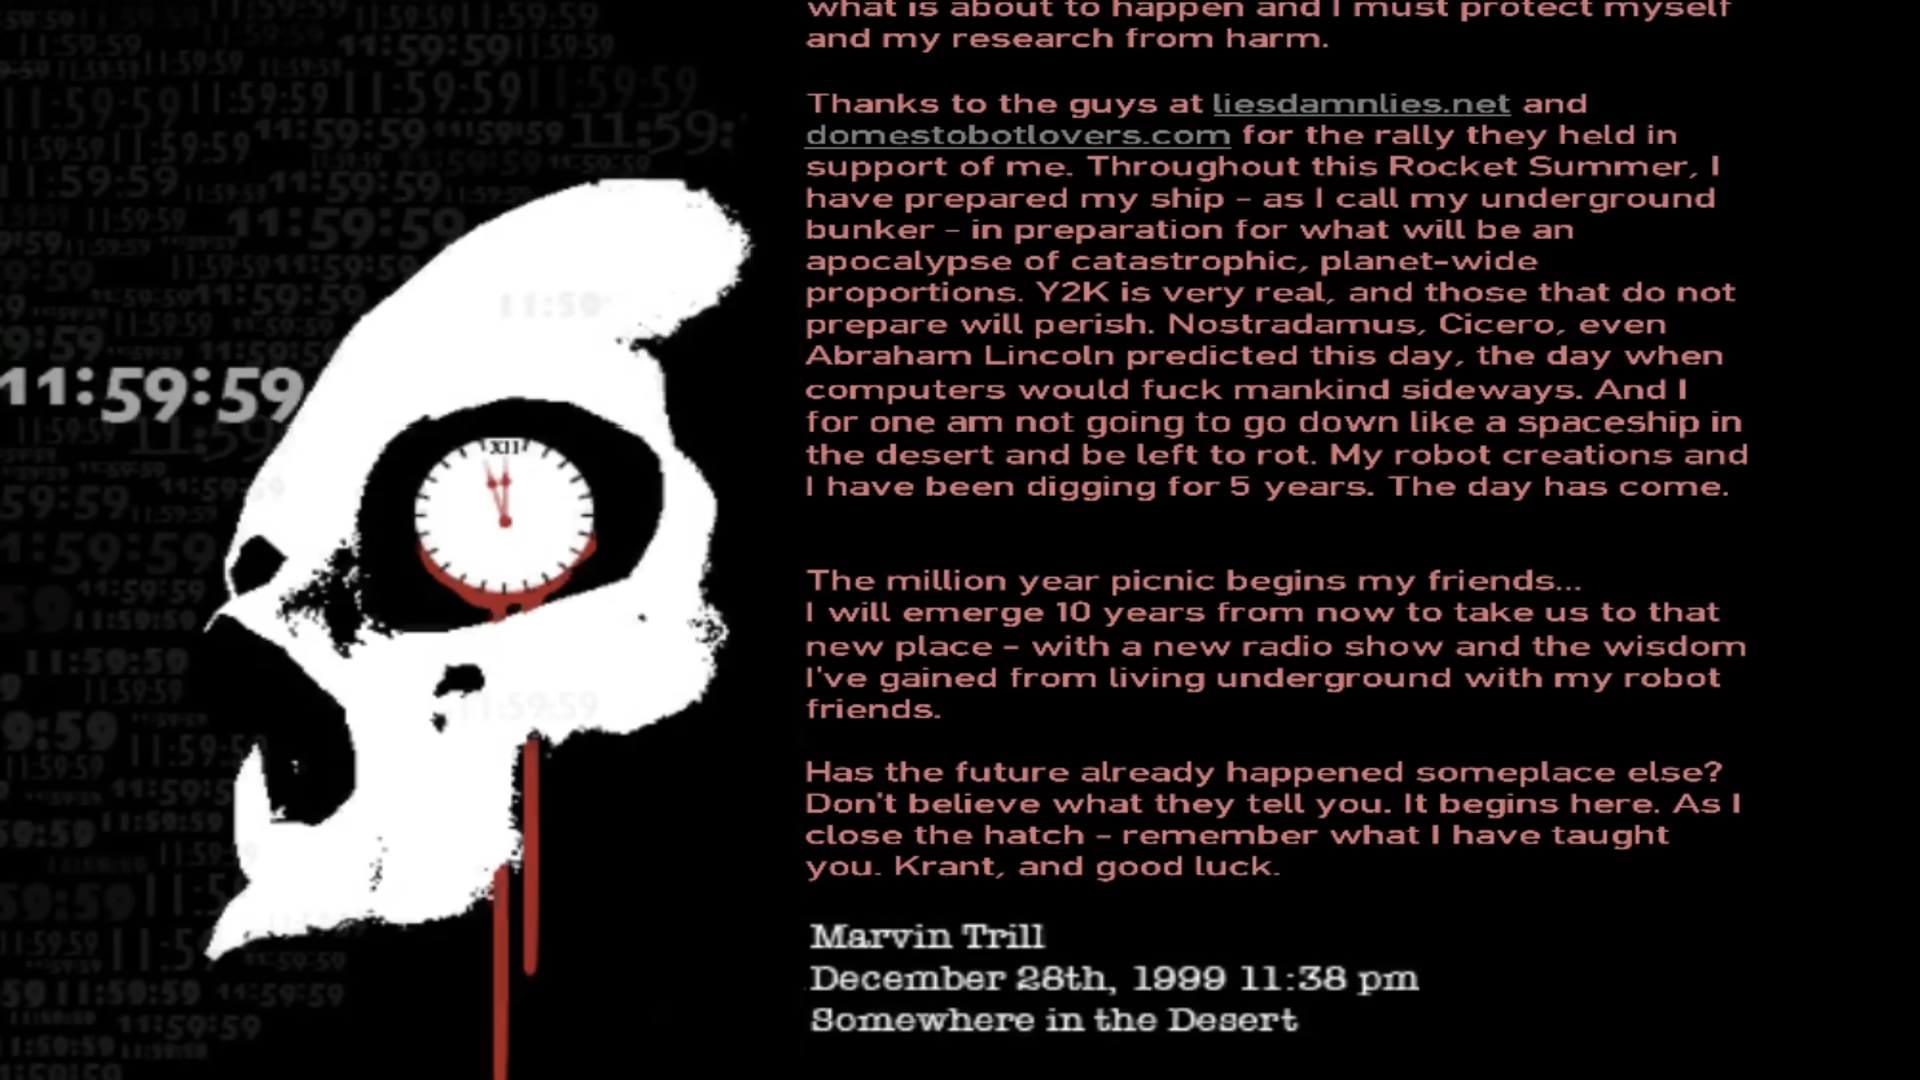 what is about to happen and I must protect myself
and my research from harm.
Thanks to the guys at liesdamnlies.net and
domestobotlovers.com for the rally they held in
support of me. Throughout this Rocket Summer, I
have prepared my ship - as I call my underground
bunker - in preparation for what will be an
apocalypse of catastrophic, planet-wide
proportions. Y2K is very real, and those that do not
prepare will perish. Nostradamus, Cicero, even
Abraham Lincoln predicted this day, the day when
computers would fuck mankind sideways. And I
for one am not going to go down like a spaceship in
the desert and be left to rot. My robot creations and
I have been digging for 5 years. The day has come.
The million year picnic begins my friends...
I will emerge 10 years from now to take us to that
new place - with a new radio show and the wisdom
I've gained from living underground with my robot
friends.
Has the future already happened someplace else?
Don't believe what they tell you. It begins here. As I
close the hatch - remember what I have taught
you. Krant, and good luck.
Marvin Trill
December 28th, 1999 11:38 pm
Somewhere in the Desert
11:59:59
XII